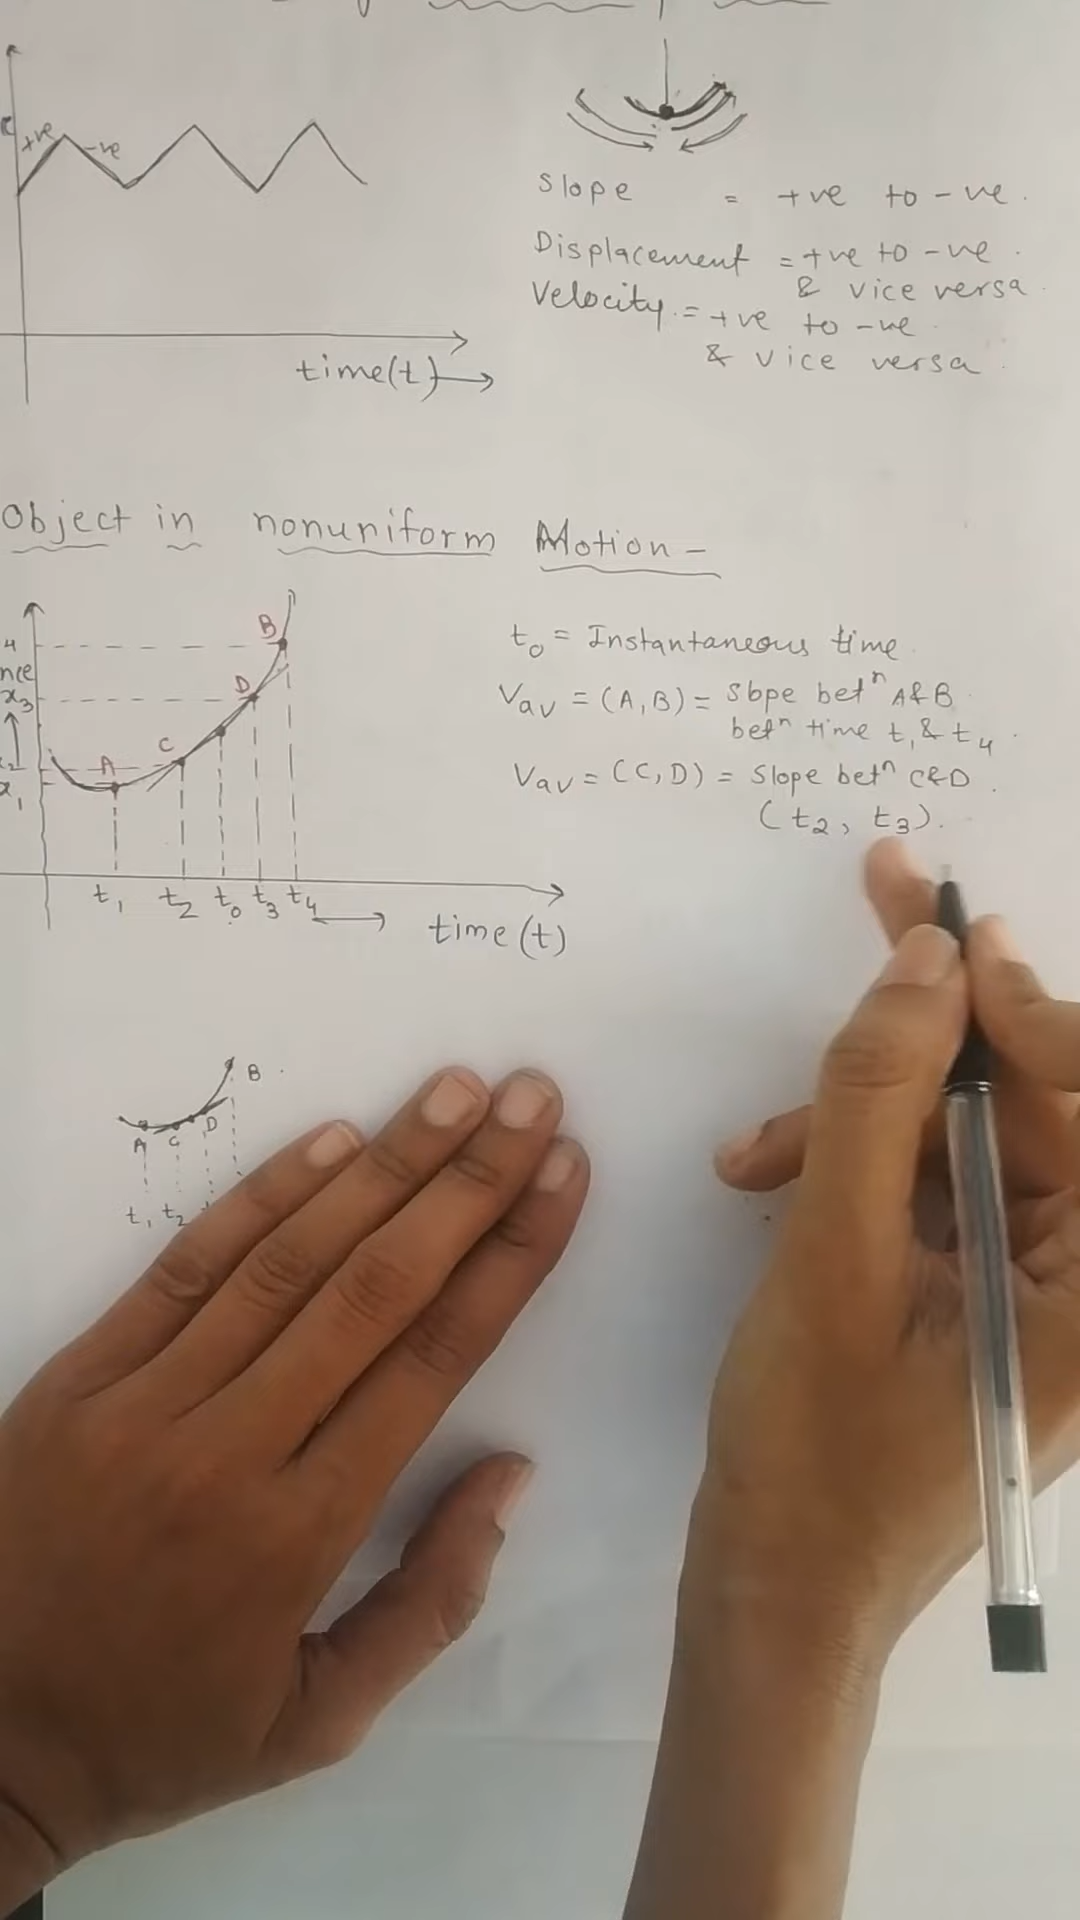 +ve
-ve
time(t)
Slope = +ve to -ve.
Displacement = +ve to -ve.
& vice versa.
Velocity. = +ve to -ve.
& vice versa.
Object in nonuniform Motion -
4
nce
x3
x1
A
C
D
B
t1 t2 t0 t3 t4
time (t)
t0 = Instantaneous time.
Vav = (A, B) = Slope betn A & B.
betn time t1 & t4.
Vav = (C, D) = Slope betn C & D.
(t2, t3).
A C D B.
t1 t2